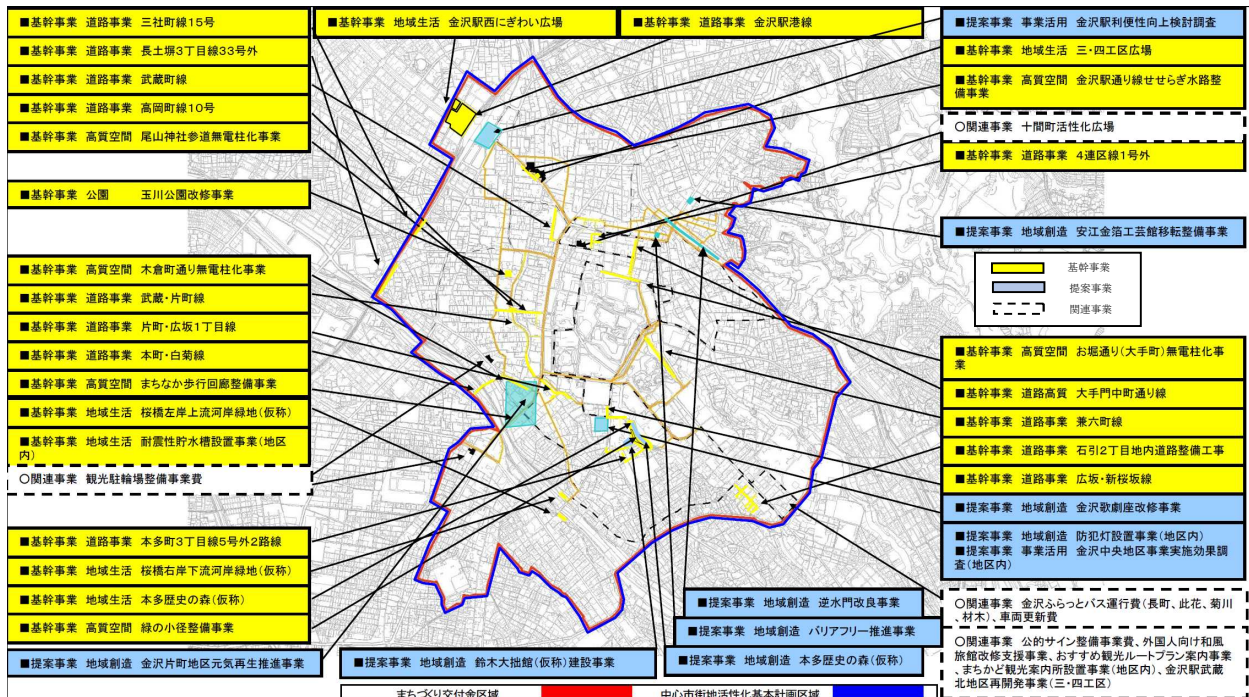 ■基幹事業 道路事業 三社町線15号
■基幹事業 道路事業 長土塀3丁目線33号外
■基幹事業 道路事業 武蔵町線
■基幹事業 道路事業 高岡町線10号
■基幹事業 高質空間 尾山神社参道無電柱化事業
■基幹事業 公園 玉川公園改修事業
■基幹事業 高質空間 木倉町通り無電柱化事業
■基幹事業 道路事業 武蔵・片町線
■基幹事業 道路事業 片町・広坂1丁目線
■基幹事業 道路事業 本町・白菊線
■基幹事業 高質空間 まちなか歩行回廊整備事業
■基幹事業 地域生活 桜橋左岸上流河岸緑地(仮称)
■基幹事業 地域生活 耐震性貯水槽設置事業(地区
内)
○関連事業 観光駐輪場整備事業費
■基幹事業 道路事業 本多町3丁目線5号外2路線
■基幹事業 地域生活 桜橋右岸下流河岸緑地(仮称)
■基幹事業 地域生活 本多歴史の森(仮称)
■基幹事業 高質空間 緑の小径整備事業
■提案事業 地域創造 金沢片町地区元気再生推進事業
■基幹事業 地域生活 金沢駅西にぎわい広場
■基幹事業 道路事業 金沢駅港線
■提案事業 事業活用 金沢駅利便性向上検討調査
■基幹事業 地域生活 三・四工区広場
■基幹事業 高質空間 金沢駅通り線せせらぎ水路整
備事業
○関連事業 十間町活性化広場
■基幹事業 道路事業 4連区線1号外
■提案事業 地域創造 安江金箔工芸館移転整備事業
基幹事業
提案事業
関連事業
■基幹事業 高質空間 お堀通り(大手町)無電柱化事
業
■基幹事業 道路高質 大手門中町通り線
■基幹事業 道路事業 兼六町線
■基幹事業 道路事業 石引2丁目地内道路整備工事
■基幹事業 道路事業 広坂・新桜坂線
■提案事業 地域創造 金沢歌劇座改修事業
■提案事業 地域創造 防犯灯設置事業(地区内)
■提案事業 事業活用 金沢中央地区事業実施効果調
査(地区内)
○関連事業 金沢ふらっとバス運行費(長町、此花、菊川
、材木)、車両更新費
○関連事業 公的サイン整備事業費、外国人向け和風
旅館改修支援事業、おすすめ観光ルートプラン案内事業
、まちかど観光案内所設置事業(地区内)、金沢駅武蔵
北地区再開発事業(三・四工区)
■提案事業 地域創造 逆水門改良事業
■提案事業 地域創造 バリアフリー推進事業
■提案事業 地域創造 鈴木大拙館(仮称)建設事業
■提案事業 地域創造 本多歴史の森(仮称)
まちづくり交付金区域
中心市街地活性化基本計画区域